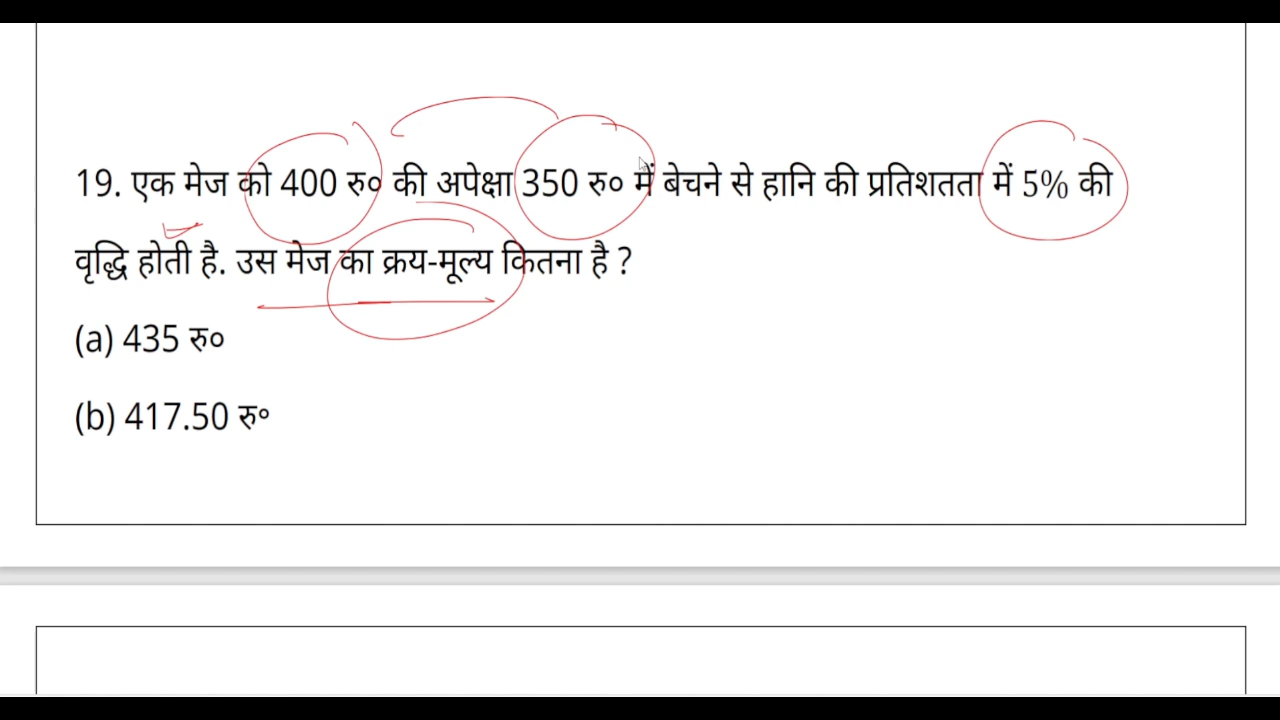 19. एक मेज को 400 रु० की अपेक्षा 350 रु० में बेचने से हानि की प्रतिशतता में 5% की
वृद्धि होती है. उस मेज का क्रय-मूल्य कितना है ?
(a) 435 रु०
(b) 417.50 रु०